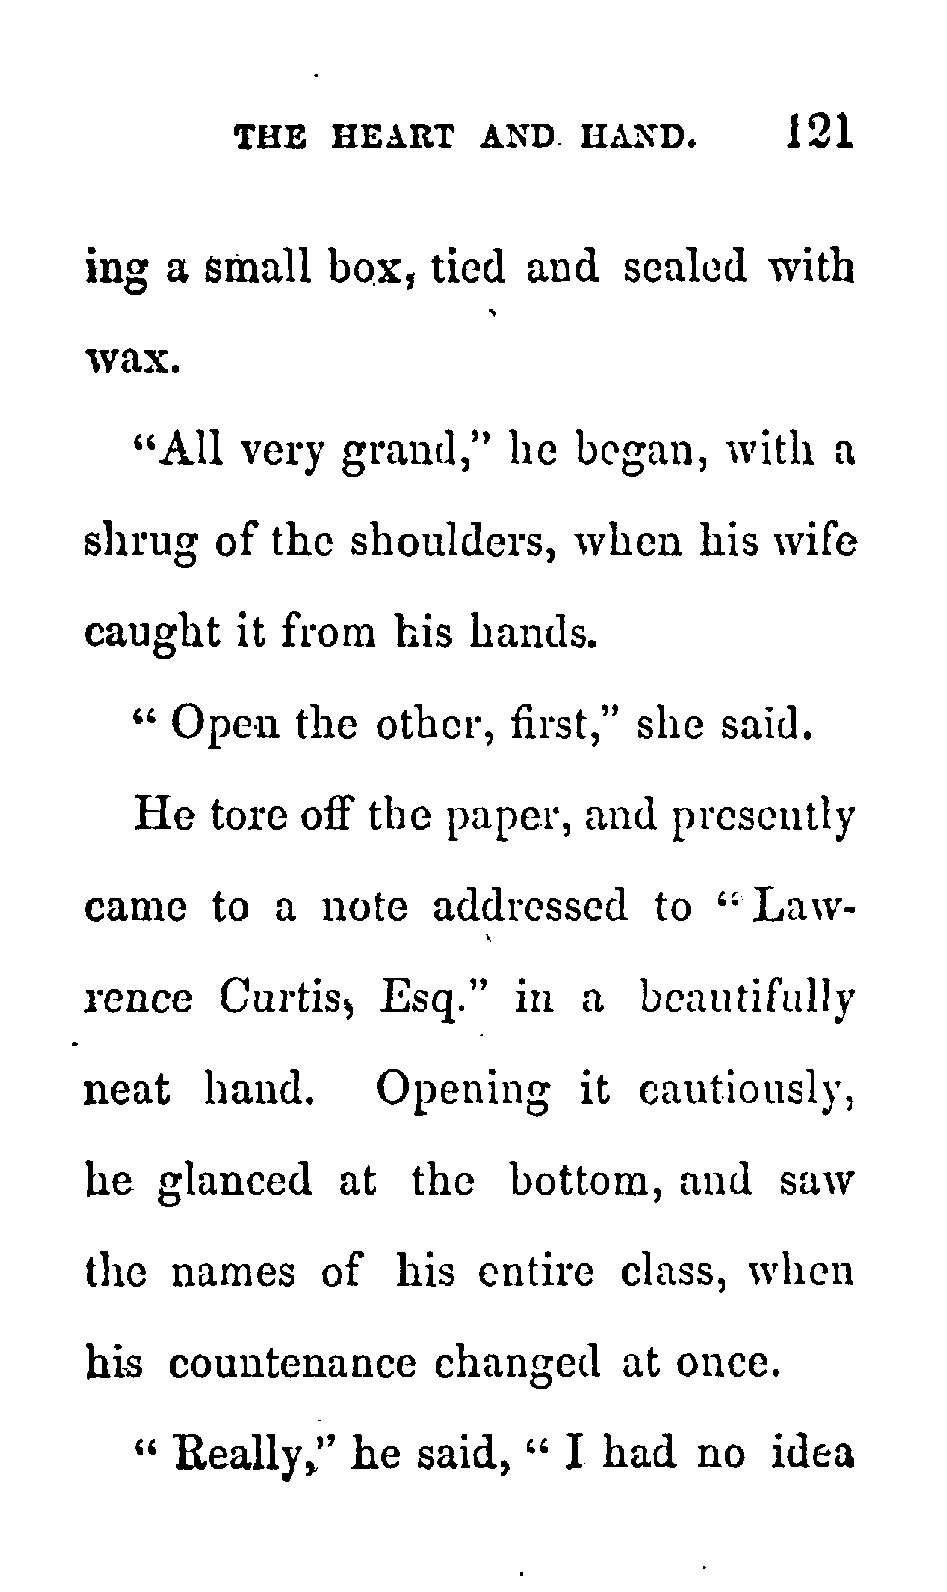 THE HEART AND HAND. 121
ing a small box, tied and sealed with
wax.
"All very grand," he began, with a
shrug of the shoulders, when his wife
caught it from his hands.
" Open the other, first," she said.
He tore off the paper, and presently
came to a note addressed to " Law-
rence Curtis, Esq." in a beautifully
neat hand. Opening it cautiously,
he glanced at the bottom, and saw
the names of his entire class, when
his countenance changed at once.
" Really," he said, " I had no idea